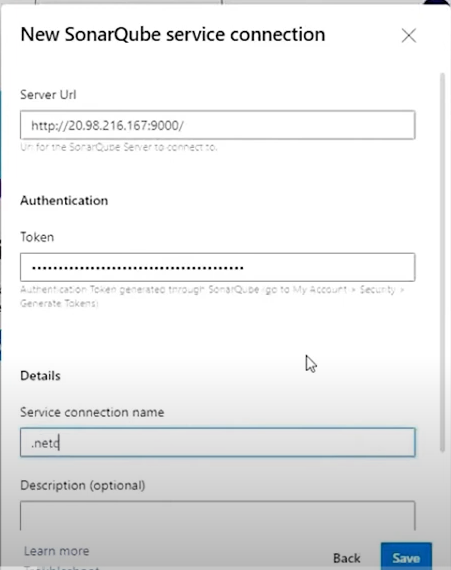 New SonarQube service connection
Server Url
http://20.98.216.167:9000/
Url for the SonarQube Server to connect to.
Authentication
Token
Authentication Token generated through SonarQube (go to My Account > Security >
Generate Tokens)
Details
Service connection name
.netc
Description (optional)
Learn more
Troubleshoot
Back
Save